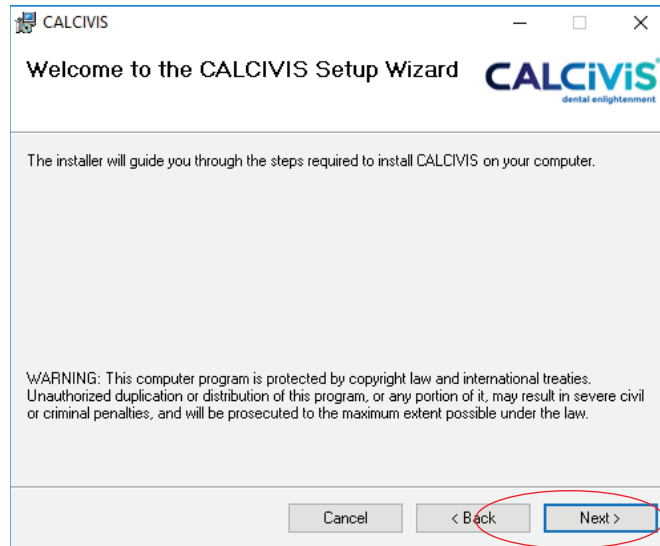 CALCIVIS
Welcome to the CALCIVIS Setup Wizard
CALCiViS
dental enlightenment
The installer will guide you through the steps required to install CALCIVIS on your computer.
WARNING: This computer program is protected by copyright law and international treaties.
Unauthorized duplication or distribution of this program, or any portion of it, may result in severe civil
or criminal penalties, and will be prosecuted to the maximum extent possible under the law.
Cancel
< Back
Next >